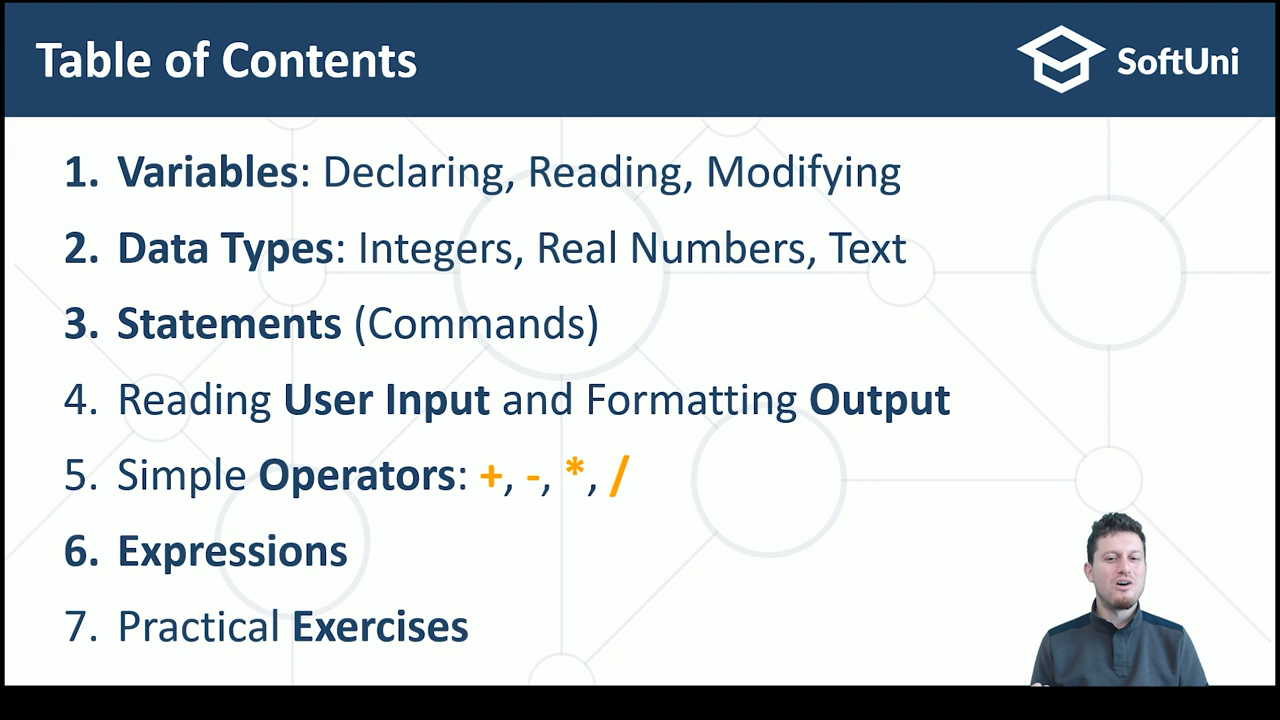 Table of Contents
SoftUni
1. Variables: Declaring, Reading, Modifying
2. Data Types: Integers, Real Numbers, Text
3. Statements (Commands)
4. Reading User Input and Formatting Output
5. Simple Operators: +, -, *, /
6. Expressions
7. Practical Exercises